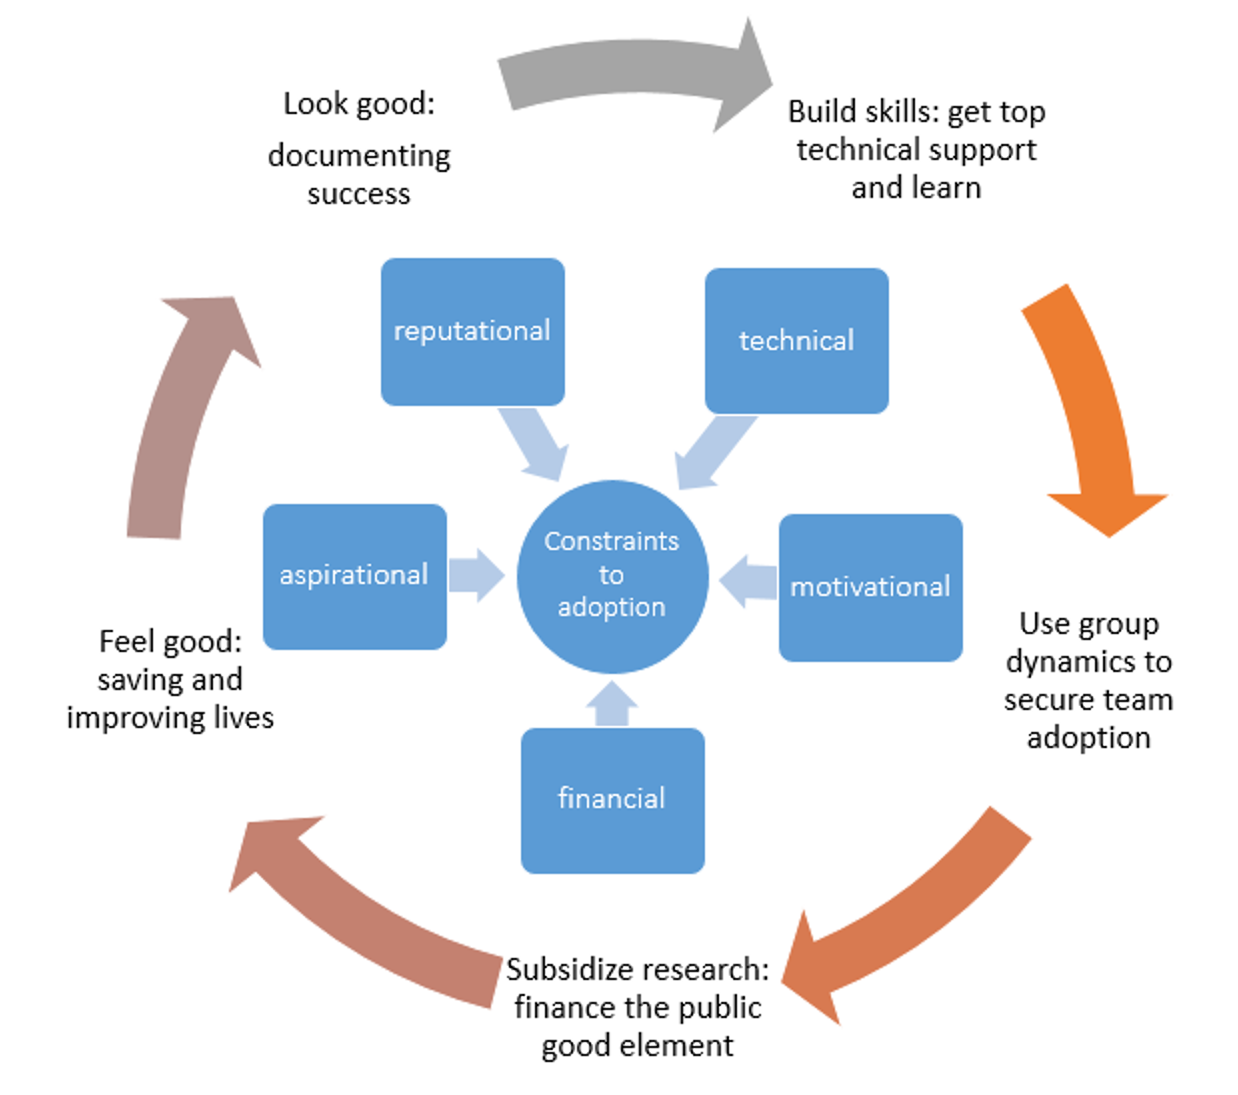 Look good:
documenting
success
Build skills: get top
technical support
and learn
reputational
technical
Constraints
to
adoption
aspirational
motivational
Feel good:
saving and
improving lives
Use group
dynamics to
secure team
adoption
financial
Subsidize research:
finance the public
good element